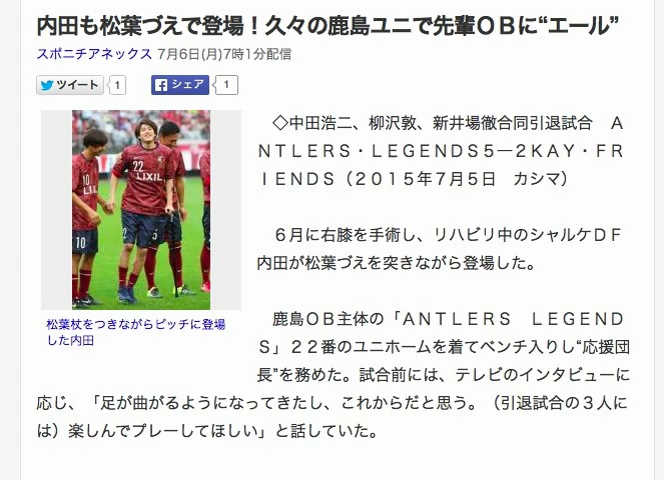 内田も松葉づえで登場！久々の鹿島ユニで先輩ＯＢに“エール”
スポニチアネックス 7月6日(月)7時1分配信
ツイート 1 シェア 1
◇中田浩二、柳沢敦、新井場徹合同引退試合　Ａ
ＮＴＬＥＲＳ・ＬＥＧＥＮＤＳ５―２ＫＡＹ・ＦＲ
ＩＥＮＤＳ（２０１５年７月５日　カシマ）
６月に右膝を手術し、リハビリ中のシャルケＤＦ
内田が松葉づえを突きながら登場した。
鹿島ＯＢ主体の「ＡＮＴＬＥＲＳ　ＬＥＧＥＮＤ
Ｓ」２２番のユニホームを着てベンチ入りし“応援団
長”を務めた。試合前には、テレビのインタビューに
応じ、「足が曲がるようになってきたし、これからだと思う。（引退試合の３人に
は）楽しんでプレーしてほしい」と話していた。
10
LIXIL
10
22
LIXIL
松葉杖をつきながらピッチに登場
した内田